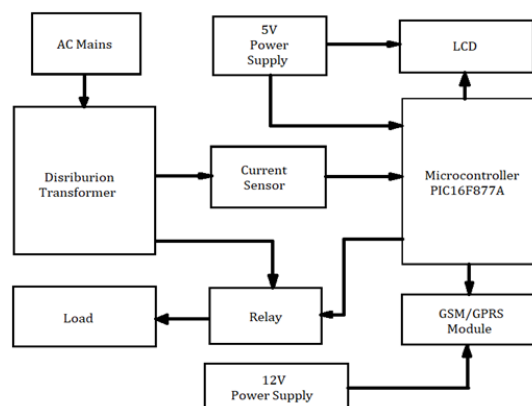 AC Mains
5V
Power
Supply
LCD
Disriburion
Transformer
Current
Sensor
Microcontroller
PIC16F877A
Load
Relay
GSM/GPRS
Module
12V
Power Supply